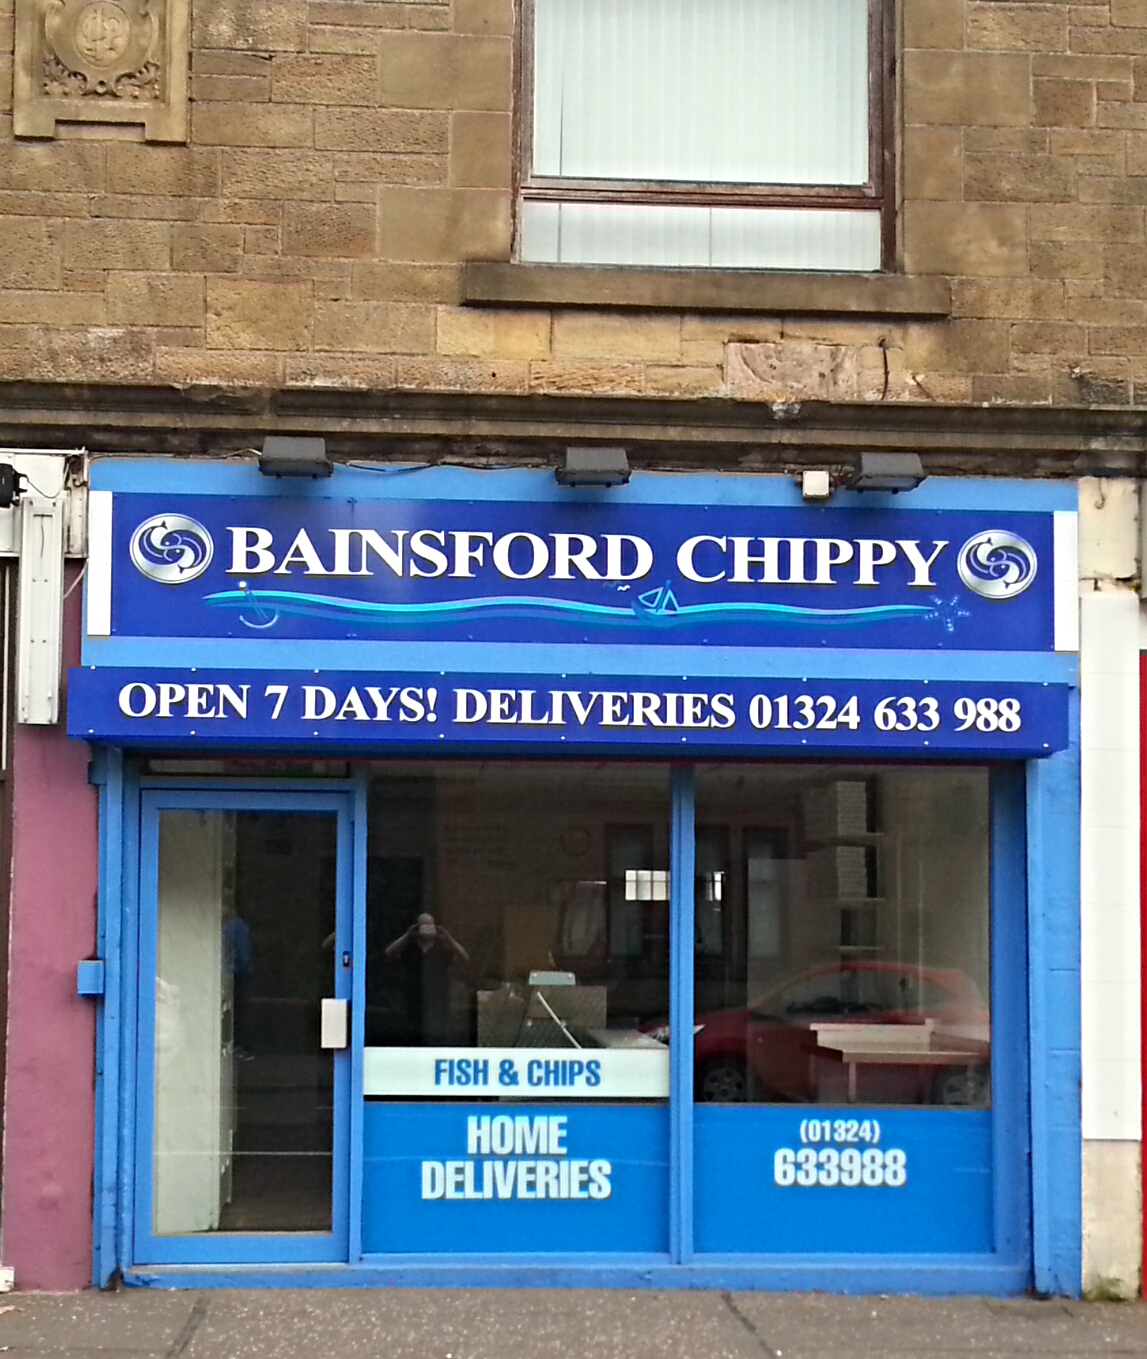 BAINSFORD CHIPPY
OPEN 7 DAYS! DELIVERIES 01324 633 988
FISH & CHIPS
HOME
DELIVERIES
(01324)
633988